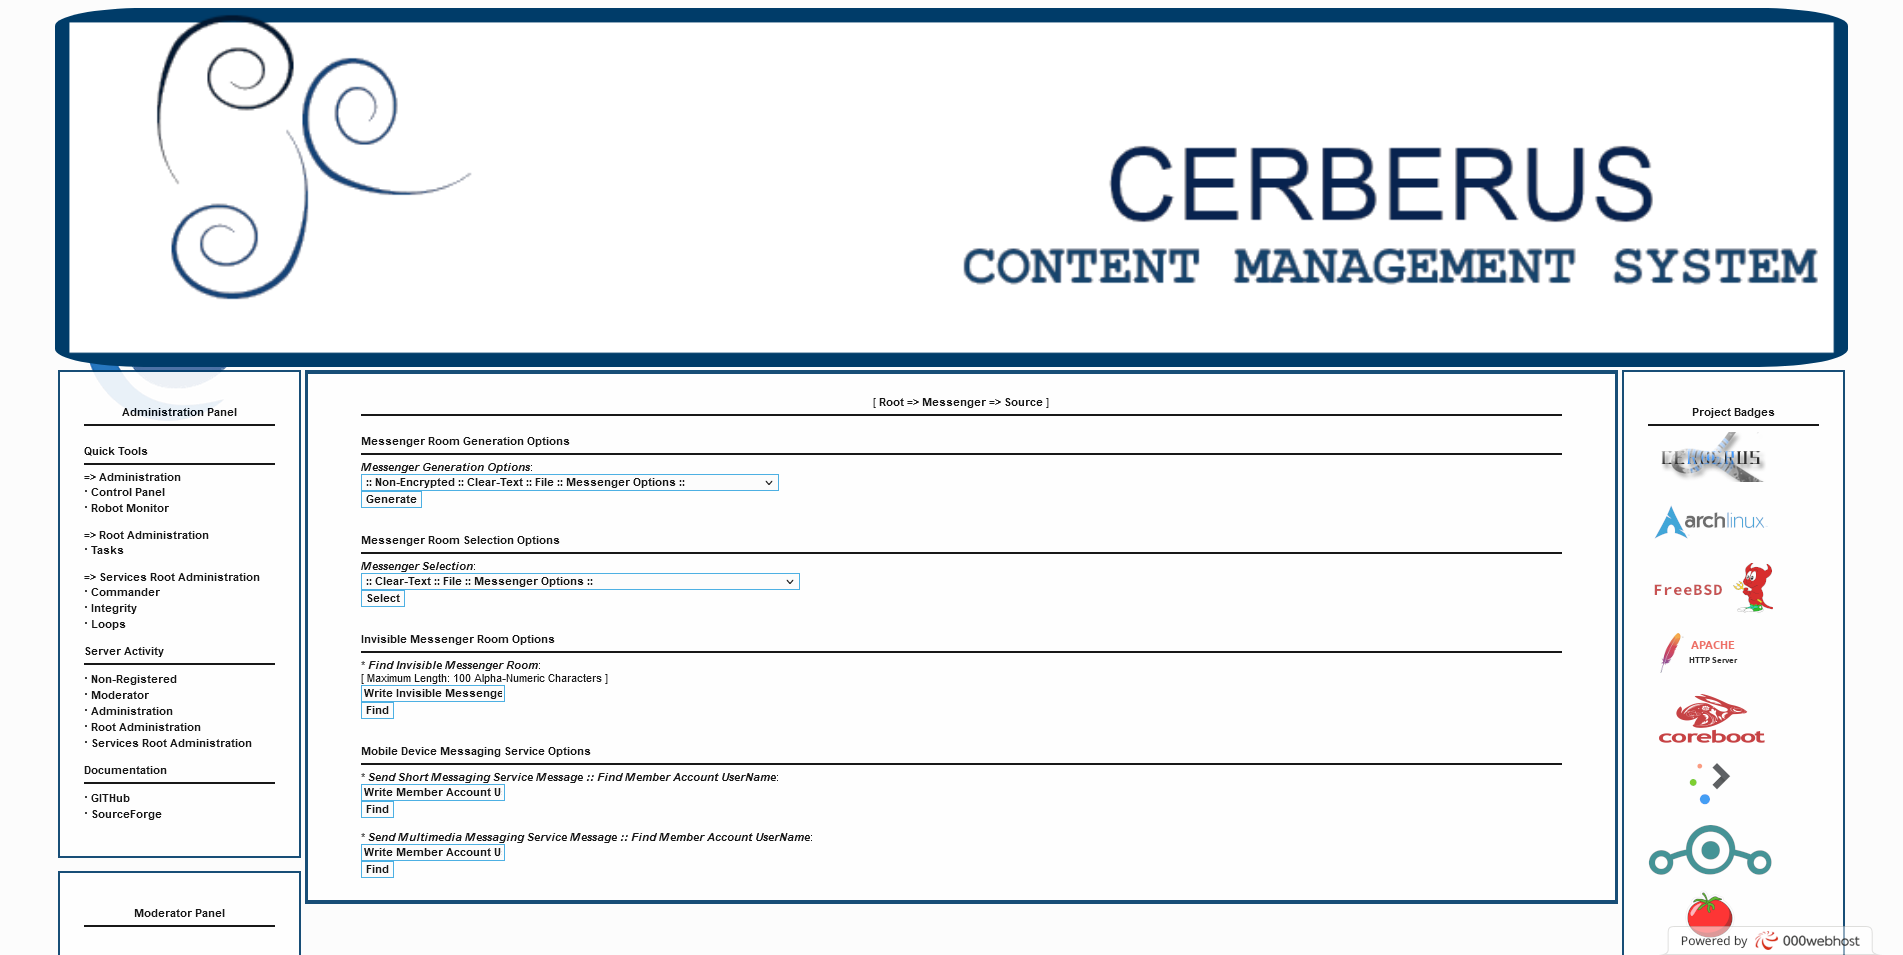 CERBERUS
CONTENT MANAGEMENT SYSTEM
Administration Panel
Quick Tools
=> Administration
· Control Panel
· Robot Monitor
=> Root Administration
· Tasks
=> Services Root Administration
· Commander
· Integrity
· Loops
Server Activity
· Non-Registered
· Moderator
· Administration
· Root Administration
· Services Root Administration
Documentation
· GITHub
· SourceForge
Moderator Panel
[ Root => Messenger => Source ]
Messenger Room Generation Options
Messenger Generation Options:
:: Non-Encrypted :: Clear-Text :: File :: Messenger Options ::
Generate
Messenger Room Selection Options
Messenger Selection:
:: Clear-Text :: File :: Messenger Options ::
Select
Invisible Messenger Room Options
* Find Invisible Messenger Room:
[ Maximum Length: 100 Alpha-Numeric Characters ]
Write Invisible Messenge
Find
Mobile Device Messaging Service Options
* Send Short Messaging Service Message :: Find Member Account UserName:
Write Member Account U
Find
* Send Multimedia Messaging Service Message :: Find Member Account UserName:
Write Member Account U
Find
Project Badges
CERBERUS
archlinux
FreeBSD
APACHE
HTTP Server
coreboot
Powered by 000webhost